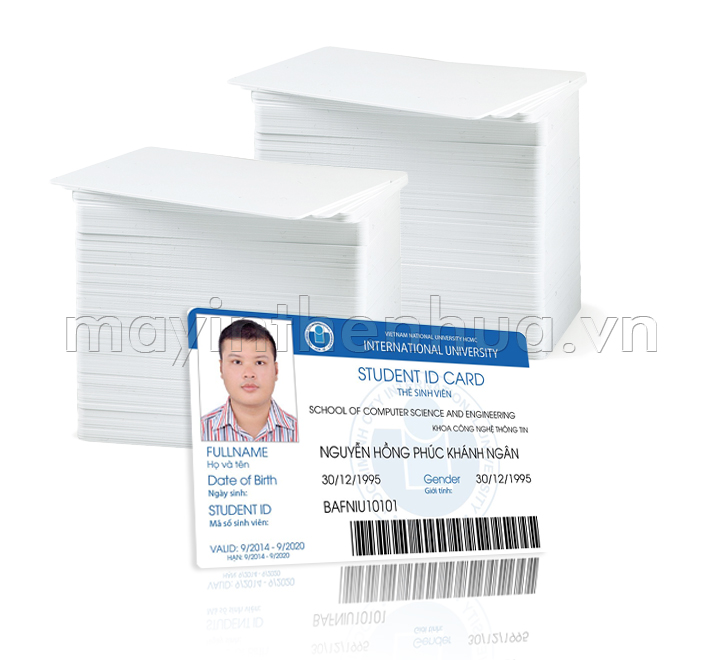 mayinthenhua.vn
VIETNAM NATIONAL UNIVERSITY HCMC
INTERNATIONAL UNIVERSITY
STUDENT ID CARD
THẺ SINH VIÊN
SCHOOL OF COMPUTER SCIENCE AND ENGINEERING
KHOA CÔNG NGHỆ THÔNG TIN
FULLNAME NGUYỄN HỒNG PHÚC KHÁNH NGÂN
Họ và tên
Date of Birth 30/12/1995 Gender 30/12/1995
Ngày sinh: Giới tính:
STUDENT ID BAFNIU10101
Mã số sinh viên:
VALID: 9/2014 - 9/2020
HẠN: 9/2014 - 9/2020